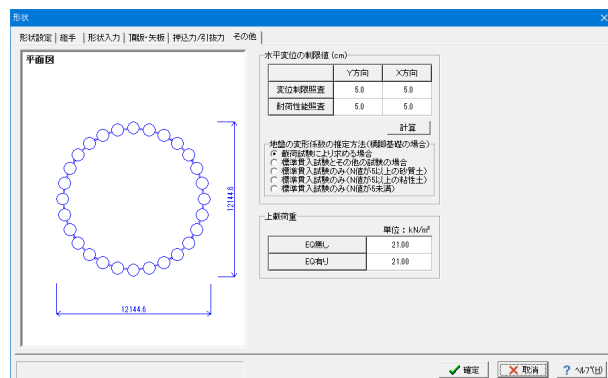 形状
形状設定 | 継手 | 形状入力 | 頂版・矢板 | 押込力/引抜力 その他
平面図
12144.6
12144.6
水平変位の制限値 (cm)
Y方向 X方向
変位制限照査 5.0 5.0
耐荷性能照査 5.0 5.0
計算
地盤の変形係数の推定方法(橋脚基礎の場合)
載荷試験により求める場合
標準貫入試験とその他の試験の場合
標準貫入試験のみ(N値が5以上の砂質土)
標準貫入試験のみ(N値が5以上の粘性土)
標準貫入試験のみ(N値が5未満)
上載荷重
単位：kN/m²
EQ無し 21.00
EQ有り 21.00
確定 取消 ? ヘルプ(H)